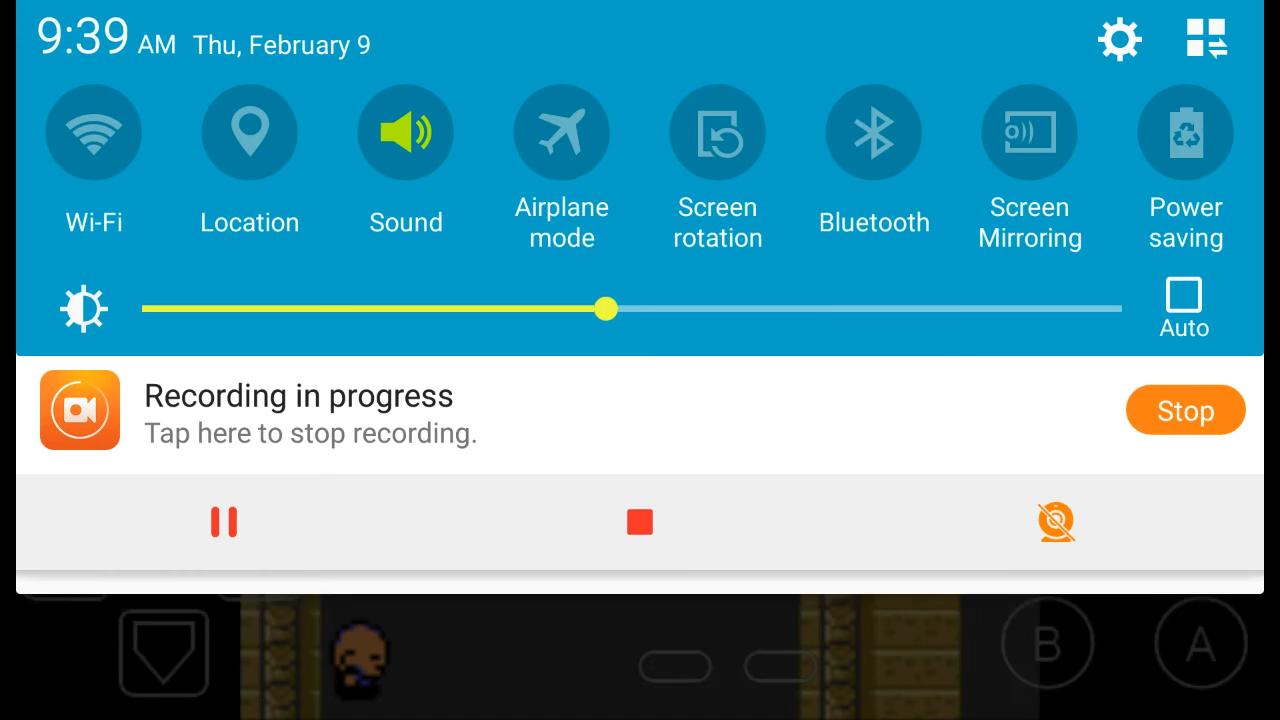 9:39 AM Thu, February 9
Wi-Fi
Location
Sound
Airplane
mode
Screen
rotation
Bluetooth
Screen
Mirroring
Power
saving
Auto
Recording in progress
Tap here to stop recording.
Stop
B
A